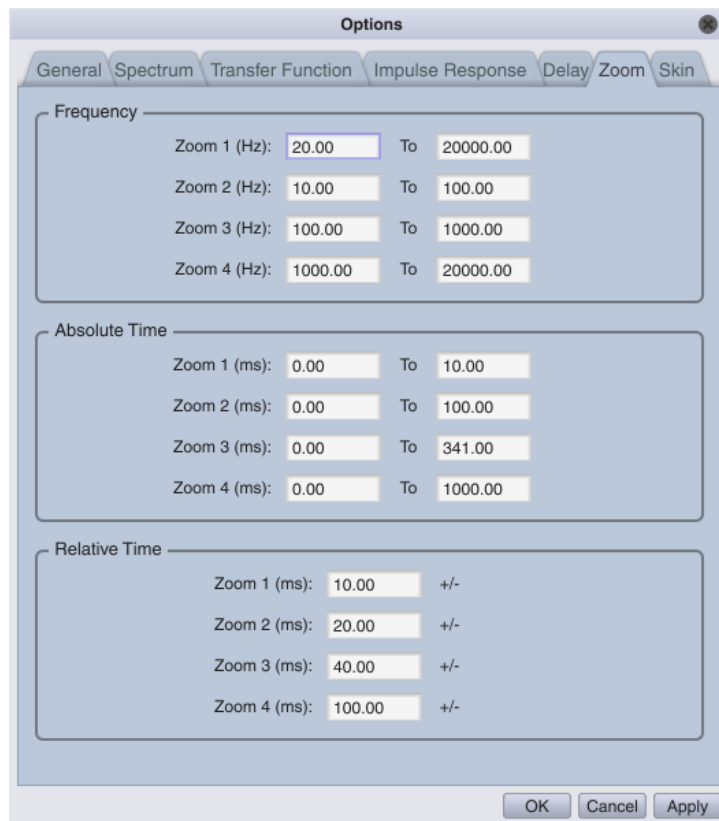 Options
General Spectrum Transfer Function Impulse Response Delay Zoom Skin
Frequency
Zoom 1 (Hz): 20.00 To 20000.00
Zoom 2 (Hz): 10.00 To 100.00
Zoom 3 (Hz): 100.00 To 1000.00
Zoom 4 (Hz): 1000.00 To 20000.00
Absolute Time
Zoom 1 (ms): 0.00 To 10.00
Zoom 2 (ms): 0.00 To 100.00
Zoom 3 (ms): 0.00 To 341.00
Zoom 4 (ms): 0.00 To 1000.00
Relative Time
Zoom 1 (ms): 10.00 +/-
Zoom 2 (ms): 20.00 +/-
Zoom 3 (ms): 40.00 +/-
Zoom 4 (ms): 100.00 +/-
OK Cancel Apply